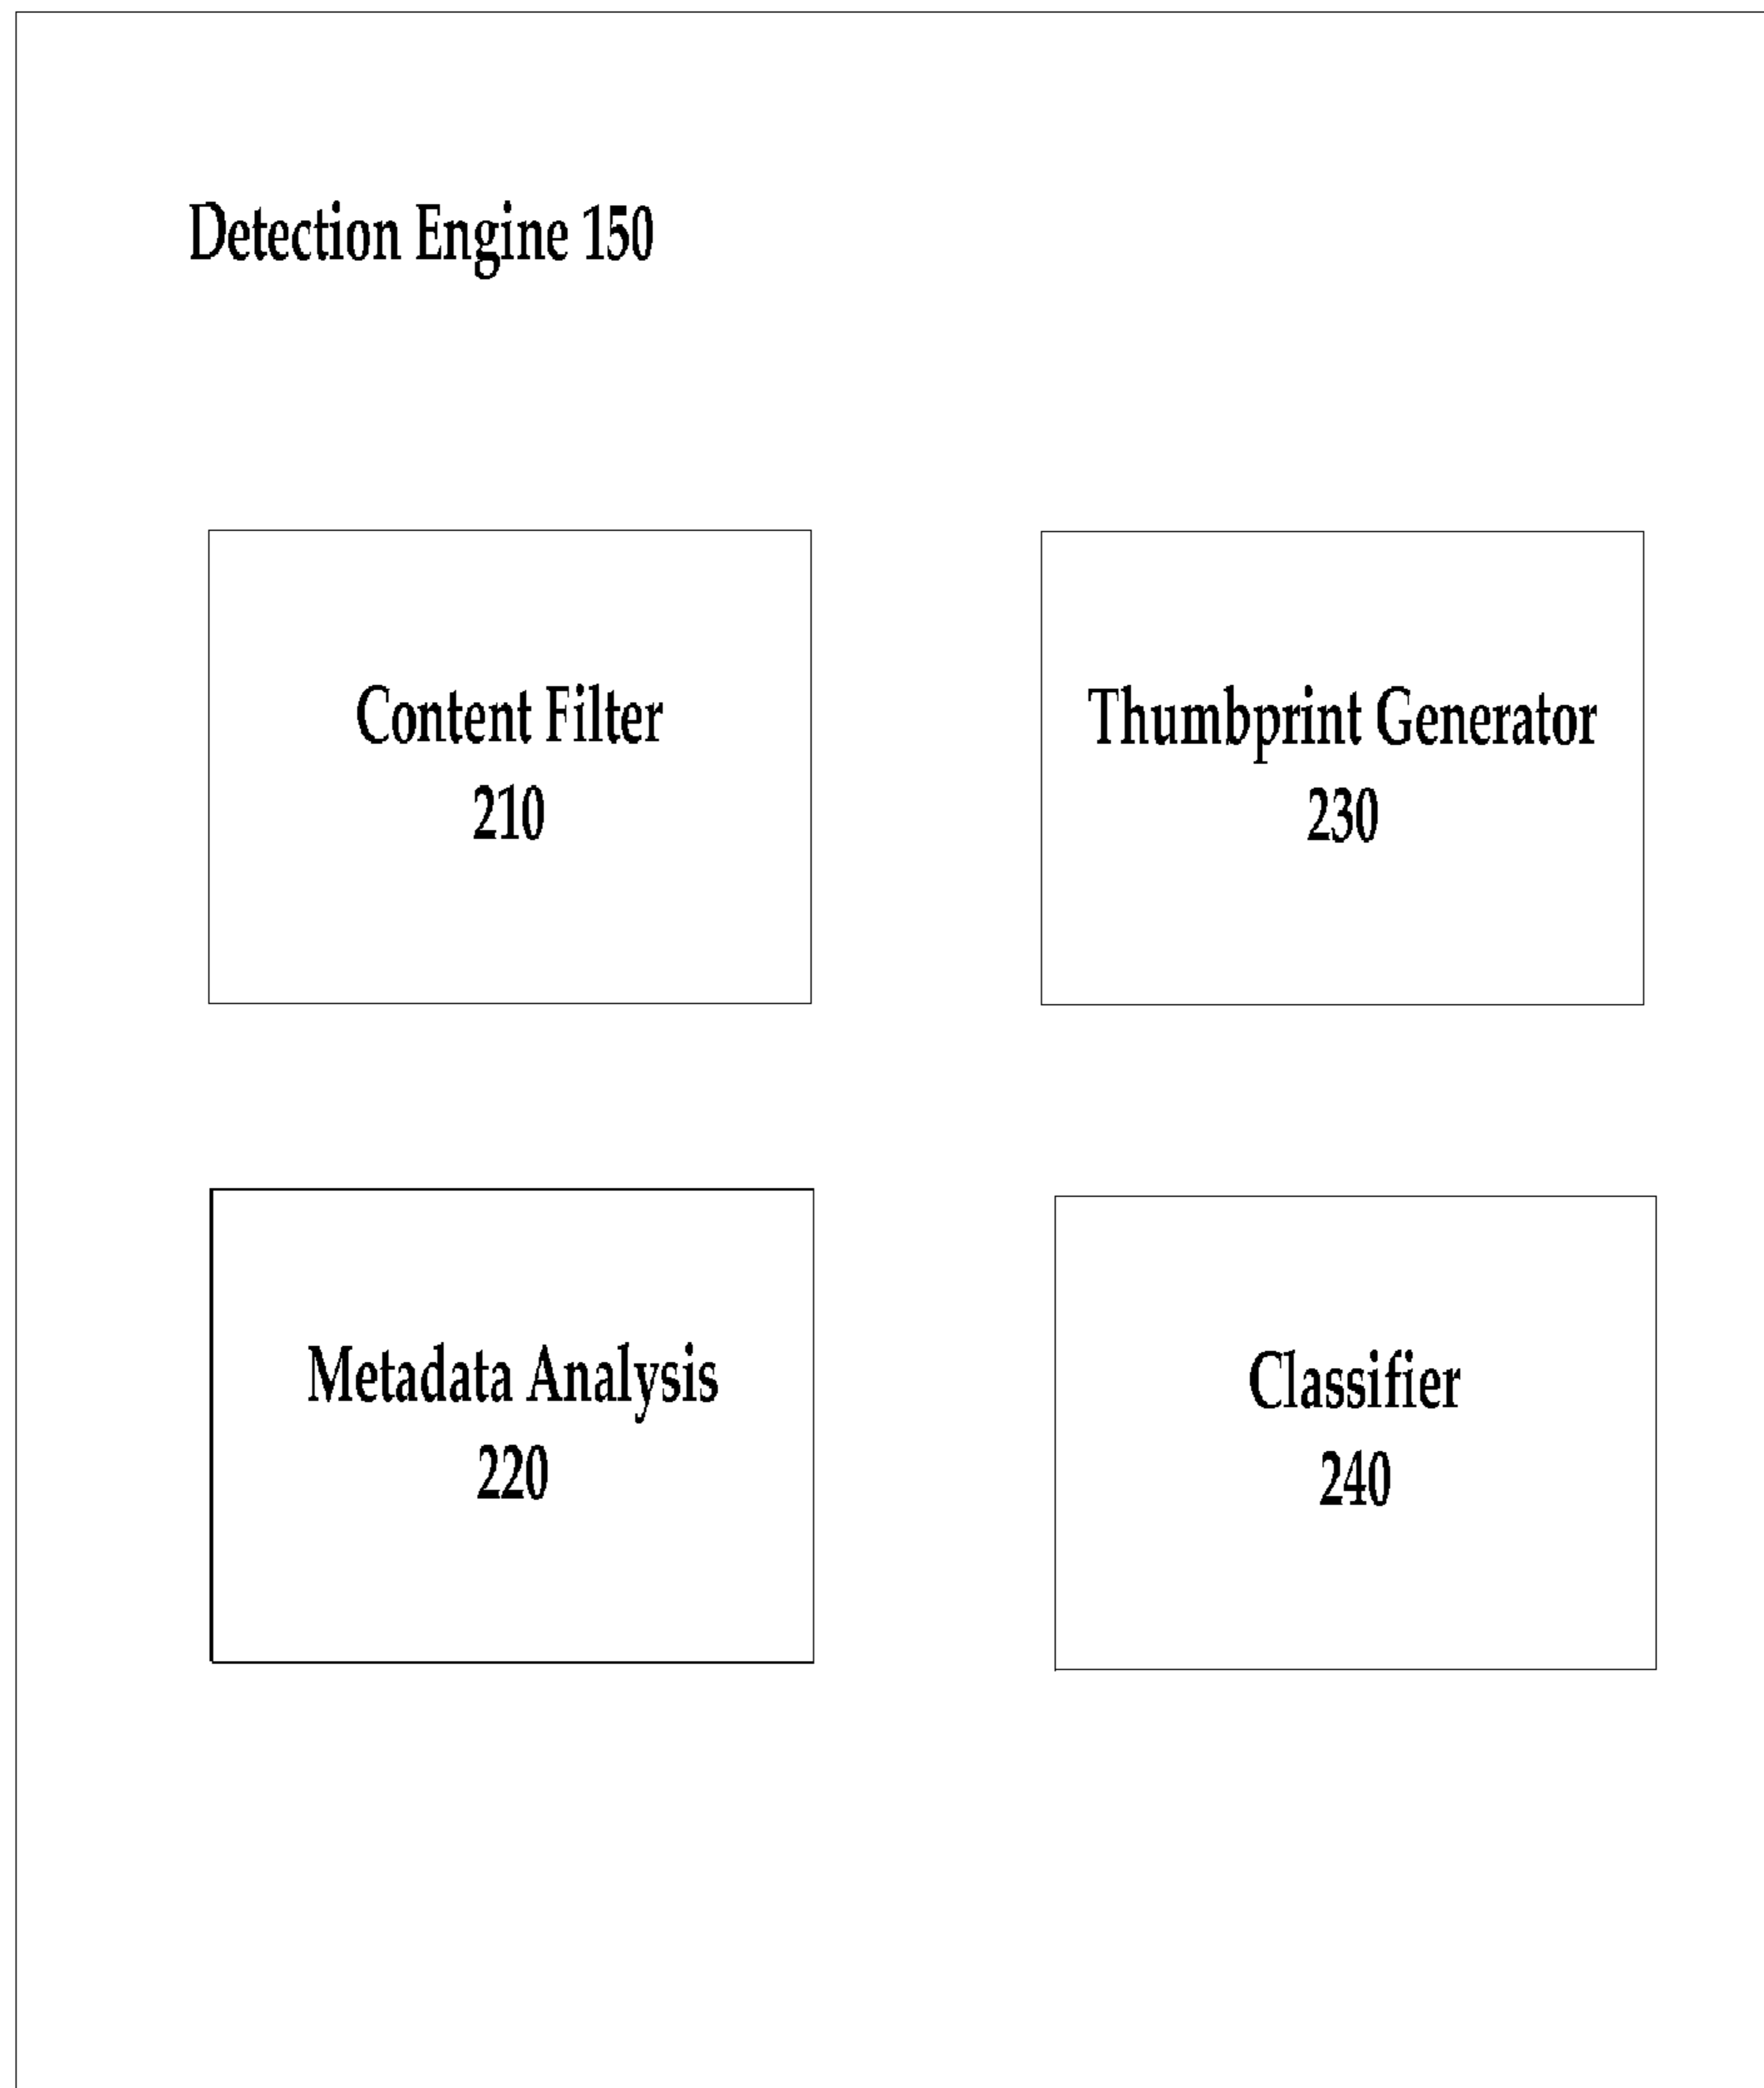 Detection Engine 150
Content Filter
210
Thumbprint Generator
230
Metadata Analysis
220
Classifier
240